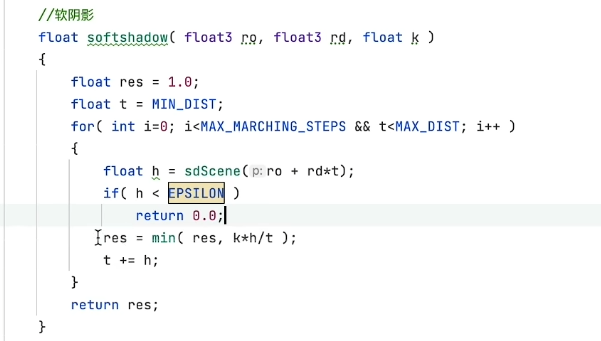 //软阴影
float softshadow( float3 ro, float3 rd, float k )
{
    float res = 1.0;
    float t = MIN_DIST;
    for( int i=0; i<MAX_MARCHING_STEPS && t<MAX_DIST; i++ )
    {
        float h = sdScene( p: ro + rd*t);
        if( h < EPSILON )
            return 0.0;
        res = min( res, k*h/t );
        t += h;
    }
    return res;
}